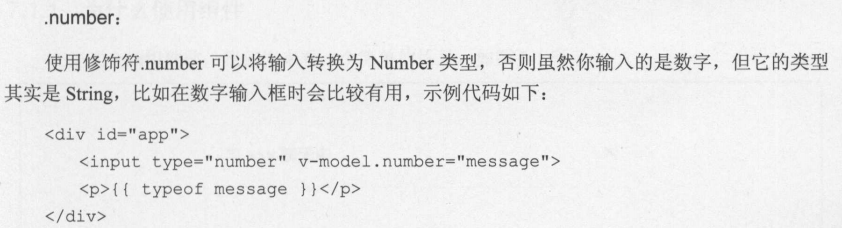 .number：
使用修饰符.number 可以将输入转换为 Number 类型，否则虽然你输入的是数字，但它的类型
其实是 String，比如在数字输入框时会比较有用，示例代码如下：
<div id="app">
<input type="number" v-model.number="message">
<p>{{ typeof message }}</p>
</div>